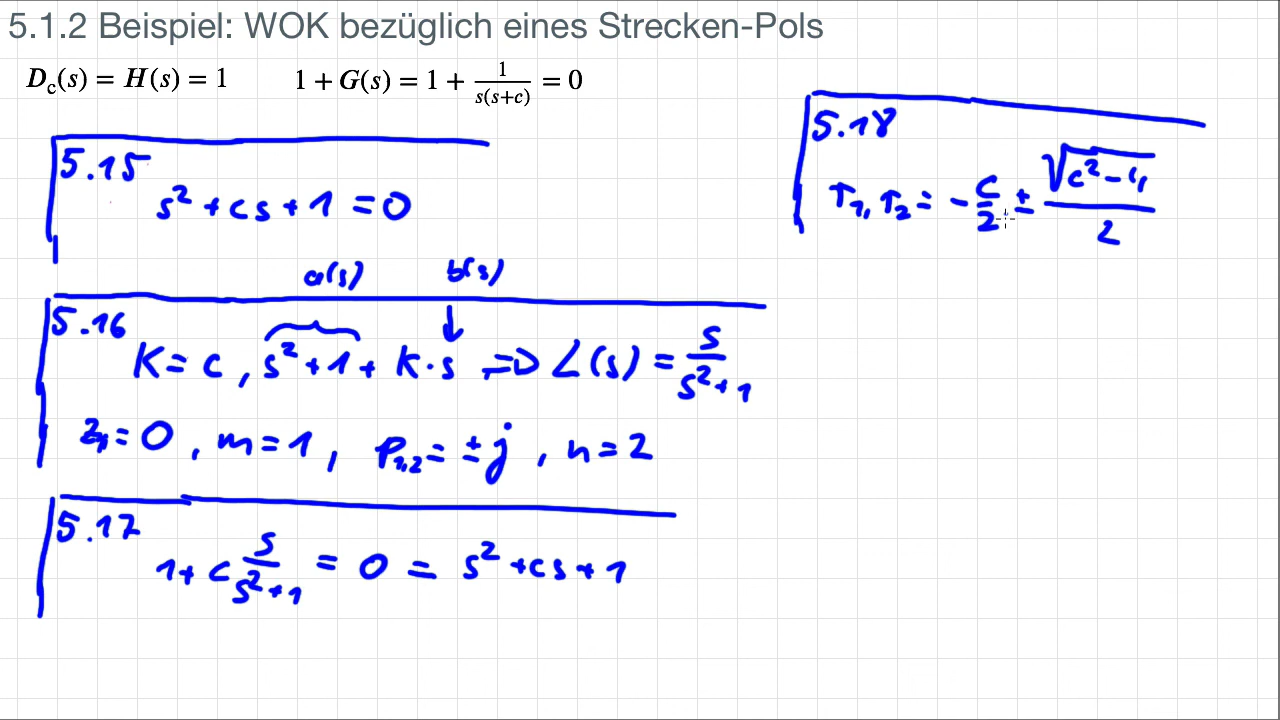 5.1.2 Beispiel: WOK bezüglich eines Strecken-Pols
D_c(s) = H(s) = 1    1 + G(s) = 1 + 1/(s(s+c)) = 0
5.15
s² + cs + 1 = 0
5.16
a(s)    b(s)
K = c, s² + 1 + K·s ⇒ L(s) = s/(s²+1)
z₁ = 0, m = 1, p₁,₂ = ±j, n = 2
5.17
1 + c s/(s²+1) = 0 = s² + cs + 1
5.18
r₁, r₂ = -c/2 ± √(c²-4)/2